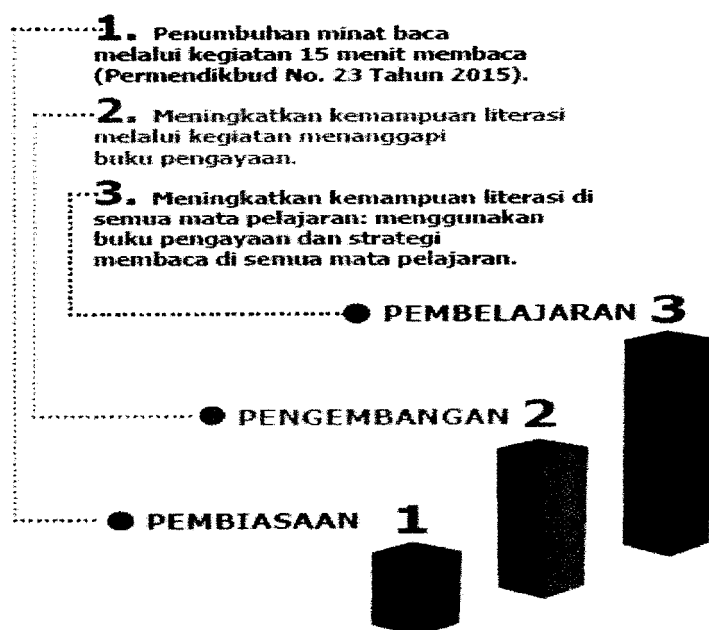 1. Penumbuhan minat baca
melalui kegiatan 15 menit membaca
(Permendikbud No. 23 Tahun 2015).
2. Meningkatkan kemampuan literasi
melalui kegiatan menanggapi
buku pengayaan.
3. Meningkatkan kemampuan literasi di
semua mata pelajaran: menggunakan
buku pengayaan dan strategi
membaca di semua mata pelajaran.
PEMBELAJARAN 3
PENGEMBANGAN 2
PEMBIASAAN 1